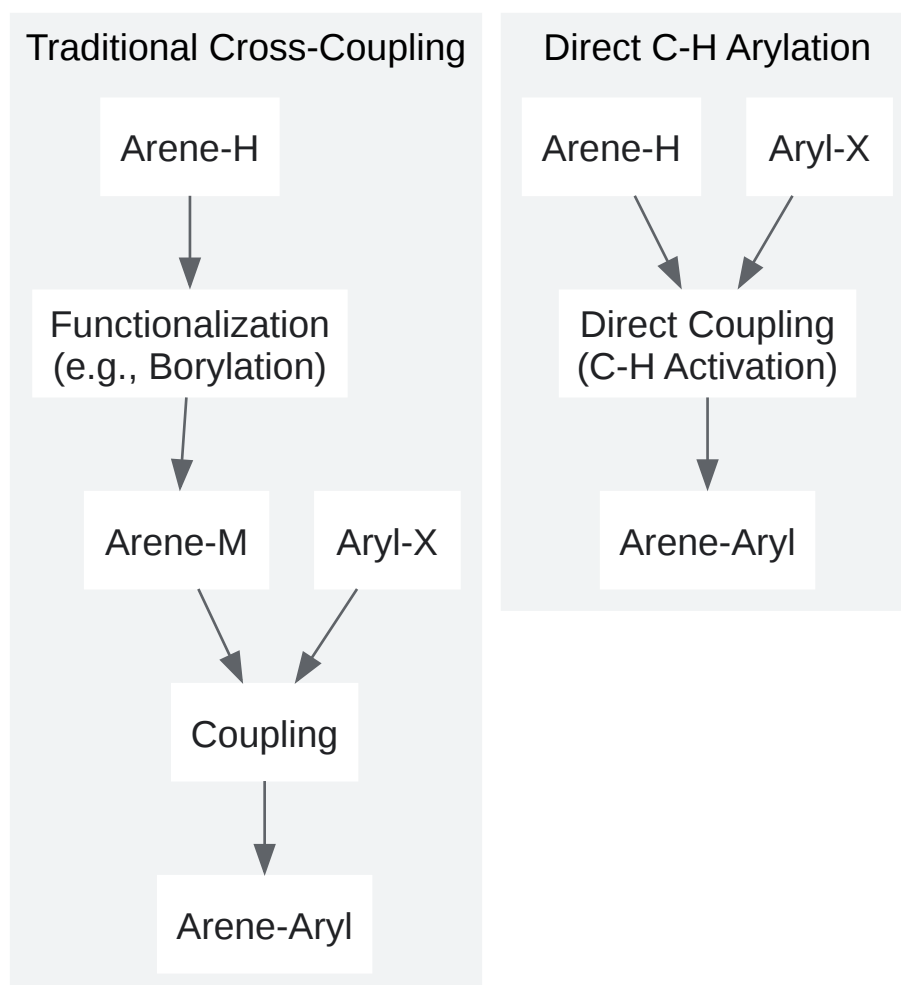 Traditional Cross-Coupling
Arene-H
Functionalization
(e.g., Borylation)
Arene-M
Aryl-X
Coupling
Arene-Aryl
Direct C-H Arylation
Arene-H
Aryl-X
Direct Coupling
(C-H Activation)
Arene-Aryl